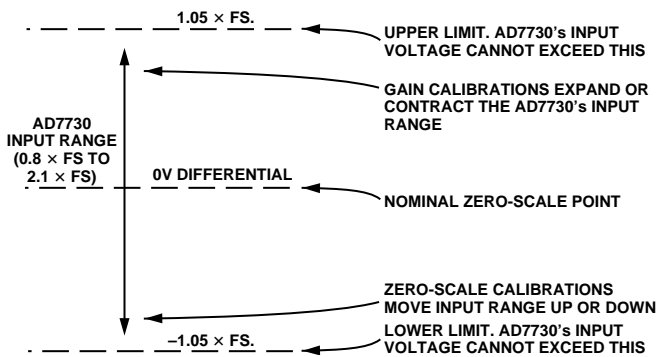 1.05 × FS.
UPPER LIMIT. AD7730's INPUT
VOLTAGE CANNOT EXCEED THIS
GAIN CALIBRATIONS EXPAND OR
CONTRACT THE AD7730's INPUT
RANGE
AD7730
INPUT RANGE
(0.8 × FS TO
2.1 × FS)
0V DIFFERENTIAL
NOMINAL ZERO-SCALE POINT
ZERO-SCALE CALIBRATIONS
MOVE INPUT RANGE UP OR DOWN
–1.05 × FS.
LOWER LIMIT. AD7730's INPUT
VOLTAGE CANNOT EXCEED THIS